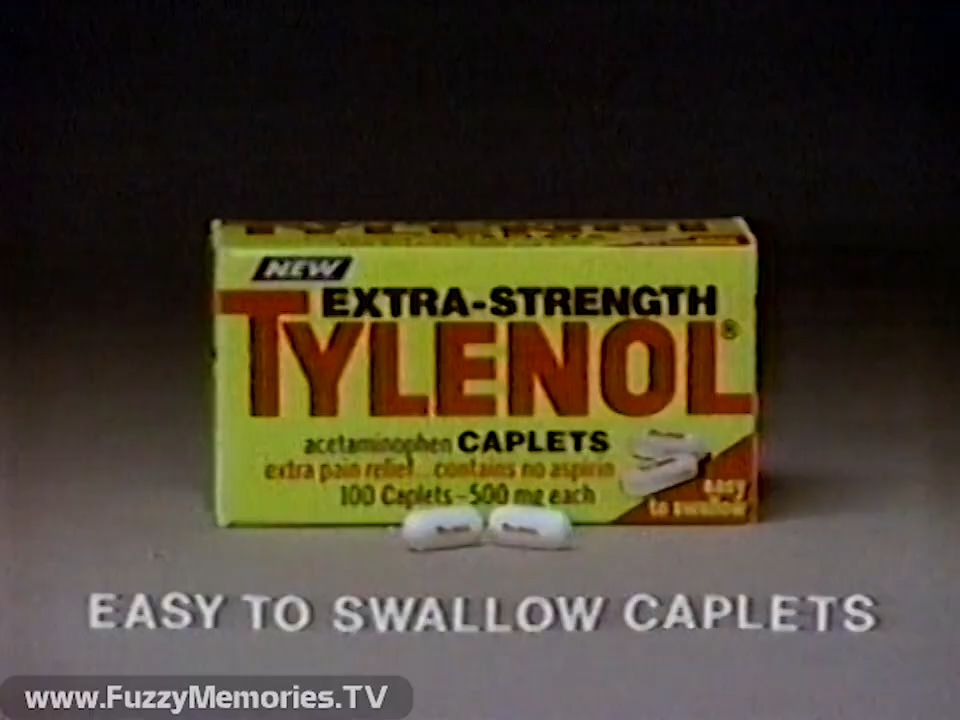 NEW
EXTRA-STRENGTH
TYLENOL®
acetaminophen CAPLETS
extra pain relief...contains no aspirin
100 Caplets-500 mg each
easy
to swallow
EASY TO SWALLOW CAPLETS
www.FuzzyMemories.TV